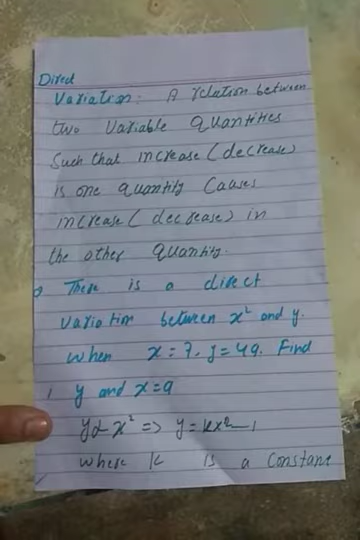 Direct
Variation: A relation between
two Variable quantities
Such that increase (decrease)
is one quantity Causes
increase (decrease) in
the other quantity.
There is a direct
variation between x² and y.
when x = 7, y = 49. Find
y and x = 9
y ∝ x² => y = kx² — 1
where k is a constant